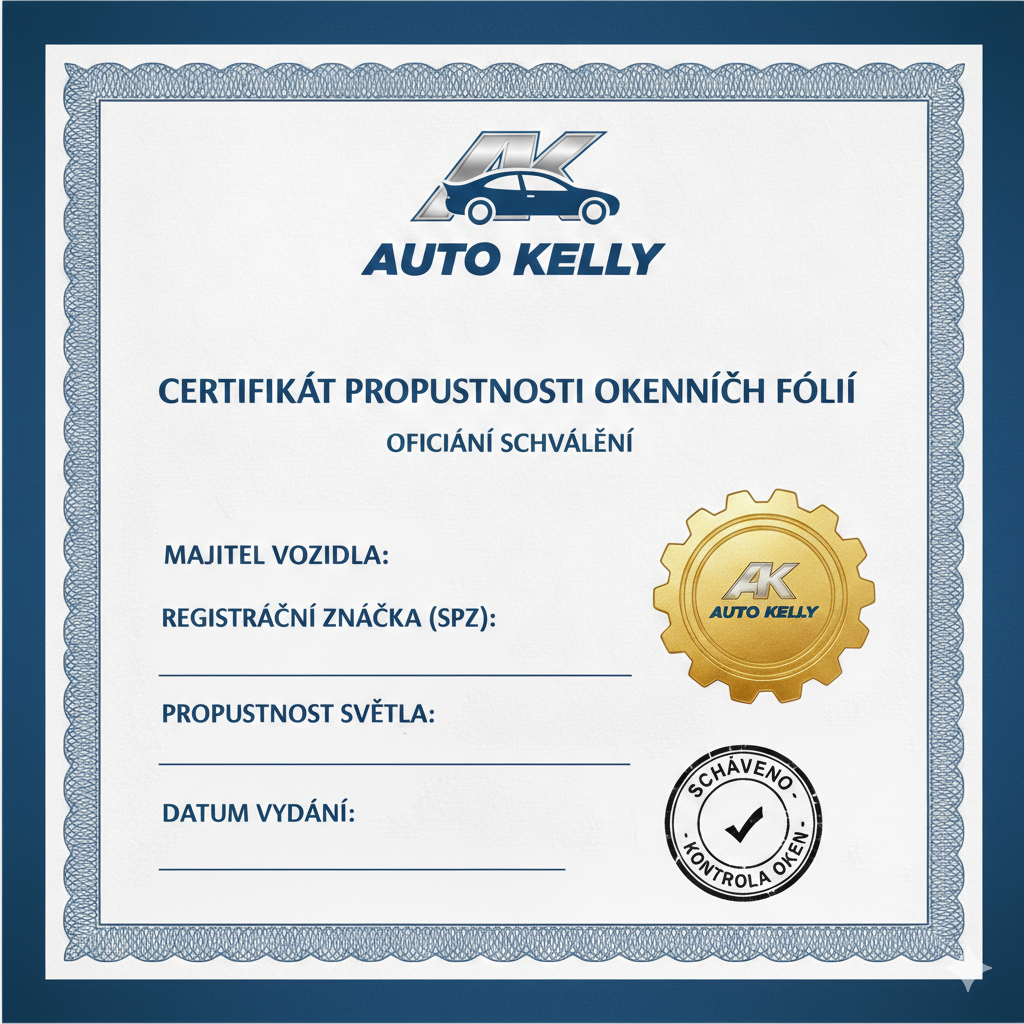 AK
AUTO KELLY
CERTIFIKÁT PROPUSTNOSTI OKENNÍČH FÓLIÍ
OFICIÁNÍ SCHVÁLĚNÍ
MAJITEL VOZIDLA:
REGISTRÁČNÍ ZNÁČKA (SPZ):
PROPUSTNOST SVĚTLA:
DATUM VYDÁNÍ:
AK
AUTO KELLY
SCHÁVENO -
- KONTROLA OKEN -